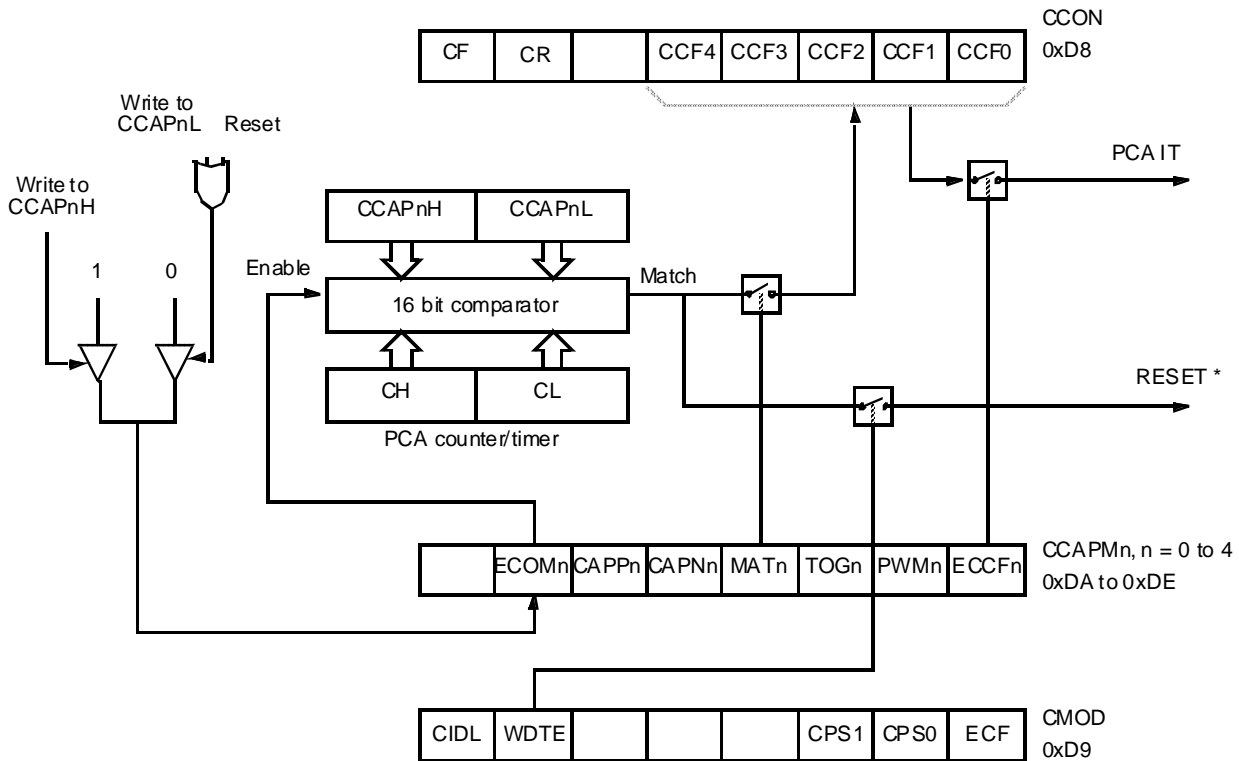 CCON
CF CR CCF4 CCF3 CCF2 CCF1 CCF0 0xD8
Write to
CCAPnL Reset
PCA IT
Write to
CCAPnH
CCAPnH CCAPnL
1 0 Enable Match
16 bit comparator
RESET *
CH CL
PCA counter/timer
CCAPMn, n = 0 to 4
ECOMn CAPPn CAPNn MATn TOGn PWMn ECCFn
0xDA to 0xDE
CMOD
CIDL WDTE CPS1 CPS0 ECF
0xD9